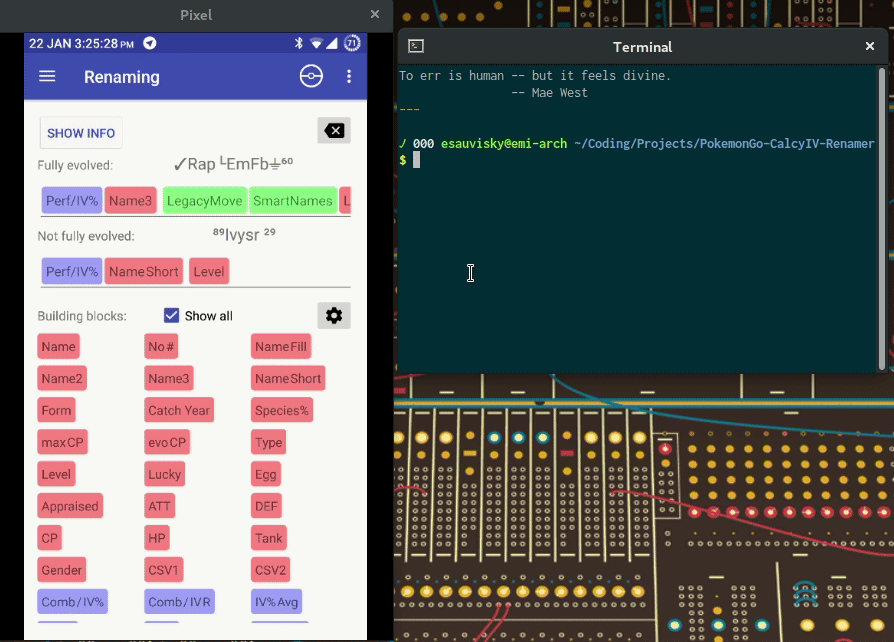 Pixel
22 JAN 3:25:28 PM
71
Renaming
SHOW INFO
Fully evolved: ✓Rap ᴸEmFb⏚⁶⁰
Perf/IV% Name3 LegacyMove SmartNames L
Not fully evolved: ⁸⁹Ivysr ²⁹
Perf/IV% NameShort Level
Building blocks: Show all
Name No# NameFill
Name2 Name3 NameShort
Form Catch Year Species%
maxCP evoCP Type
Level Lucky Egg
Appraised ATT DEF
CP HP Tank
Gender CSV1 CSV2
Comb/IV% Comb/IVR IV%Avg
Terminal
To err is human -- but it feels divine.
-- Mae West
---
✓ 000 esauvisky@emi-arch ~/Coding/Projects/PokemonGo-CalcyIV-Renamer
$